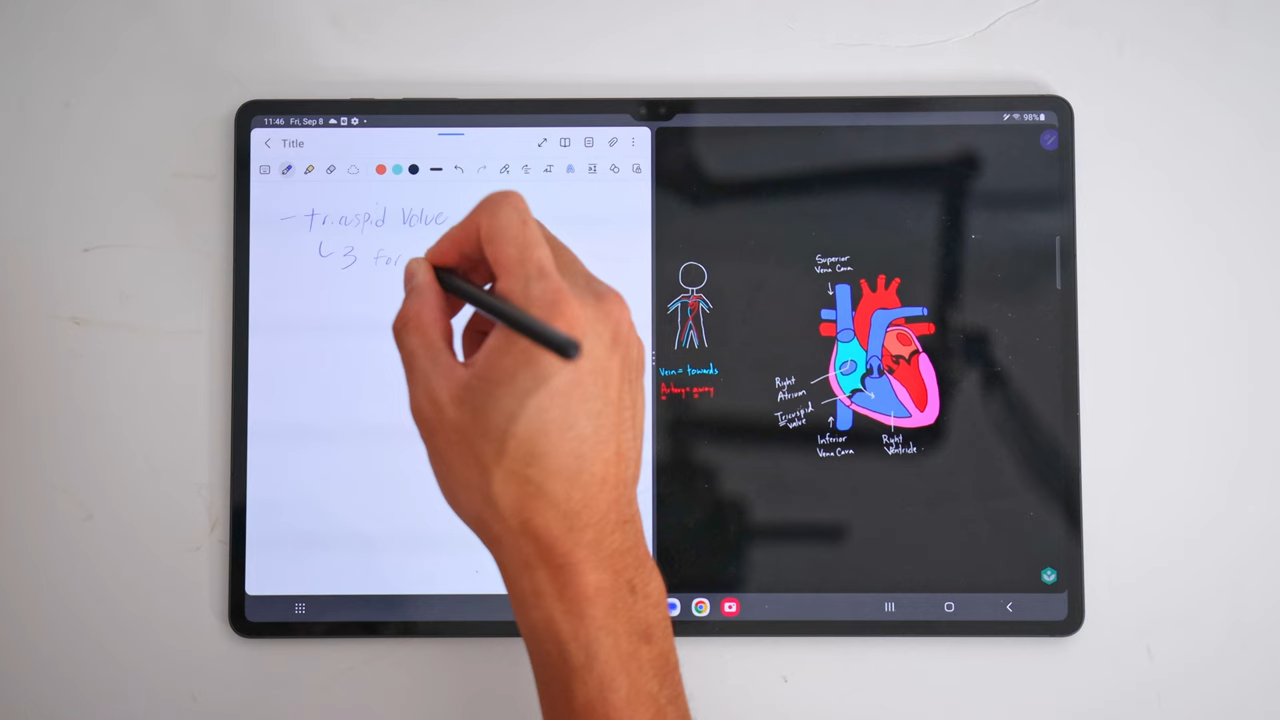 11:46 Fri, Sep 8
98%
Title
- Tricuspid Valve
3 for
Superior
Vena Cava
Vein = towards
Artery = away
Right
Atrium
Tricuspid
valve
Inferior
Vena Cava
Right
Ventricle